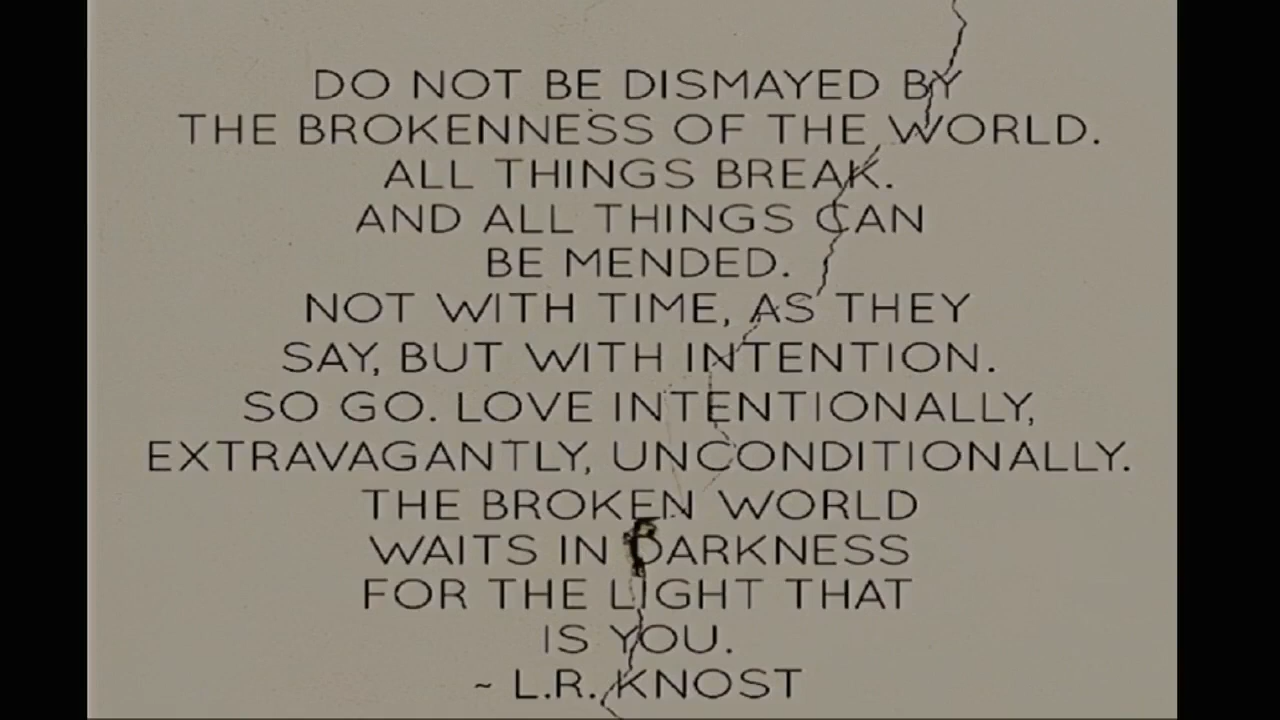 DO NOT BE DISMAYED BY
THE BROKENNESS OF THE WORLD.
ALL THINGS BREAK.
AND ALL THINGS CAN
BE MENDED.
NOT WITH TIME, AS THEY
SAY, BUT WITH INTENTION.
SO GO. LOVE INTENTIONALLY,
EXTRAVAGANTLY, UNCONDITIONALLY.
THE BROKEN WORLD
WAITS IN DARKNESS
FOR THE LIGHT THAT
IS YOU.
~ L.R. KNOST